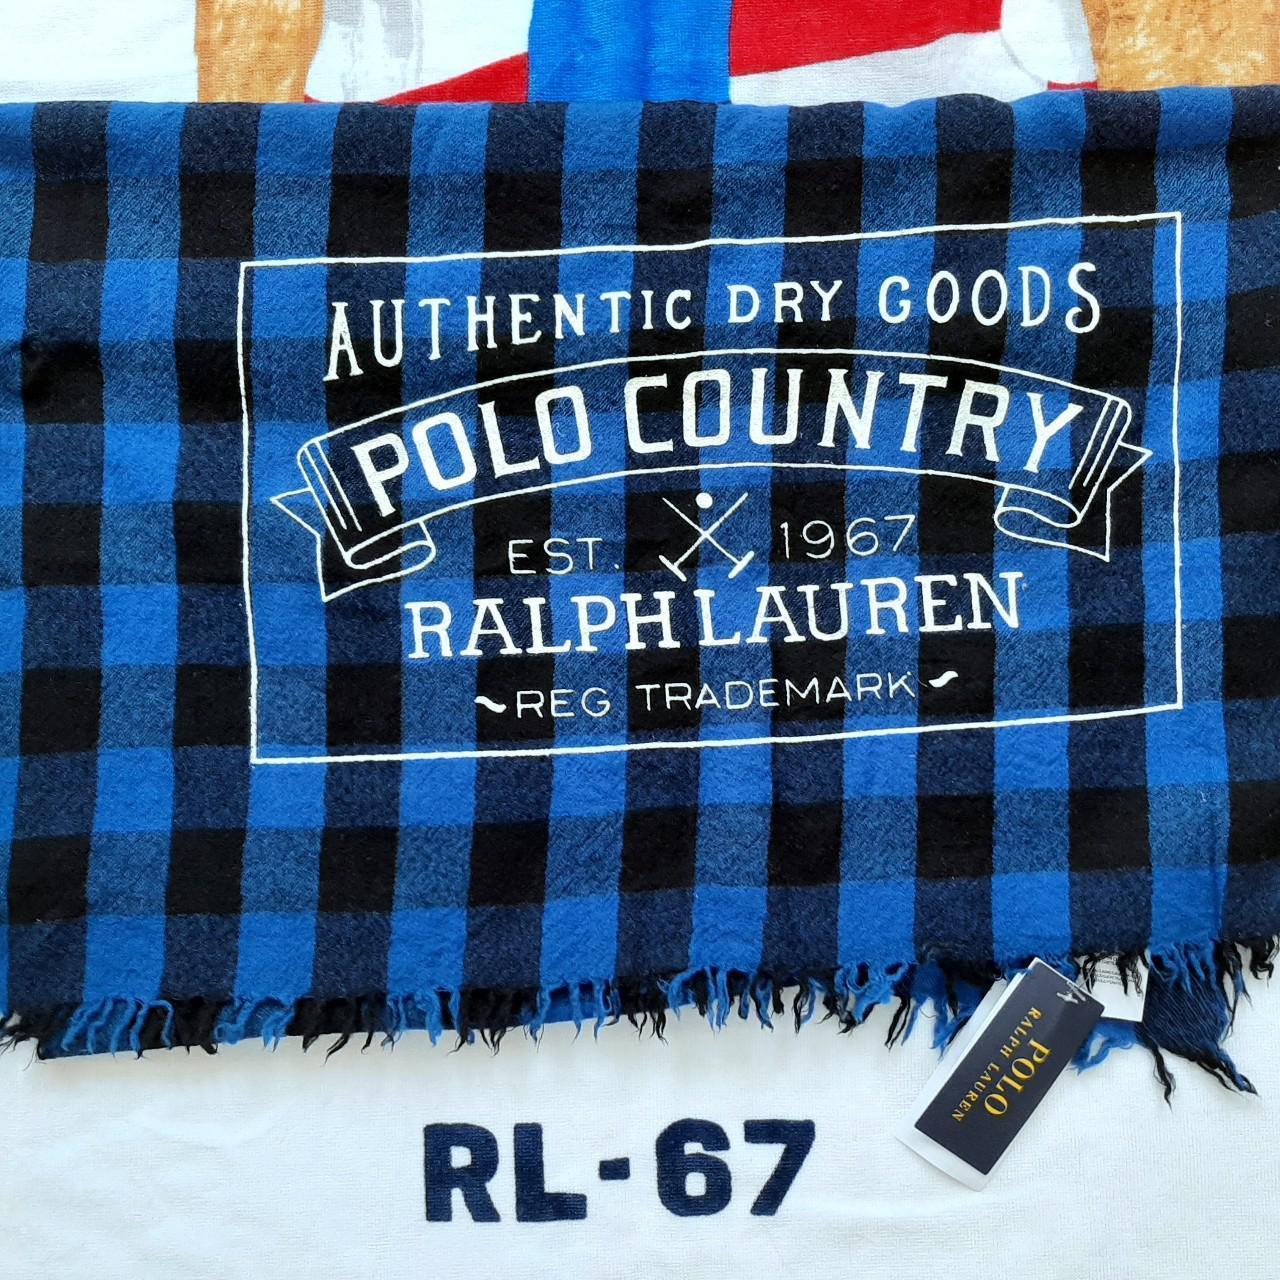 AUTHENTIC DRY GOODS
POLO COUNTRY
EST. 1967
RALPH LAUREN
~REG TRADEMARK~
POLO
RALPH LAUREN
RL-67